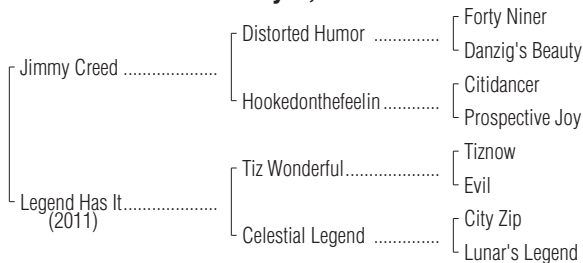 Forty Niner
Distorted Humor ...............
Danzig's Beauty
Jimmy Creed .....................
Citidancer
Hookedonthefeelin .............
Prospective Joy
Tiznow
Tiz Wonderful.....................
Evil
Legend Has It.....................
(2011)
City Zip
Celestial Legend ...............
Lunar's Legend